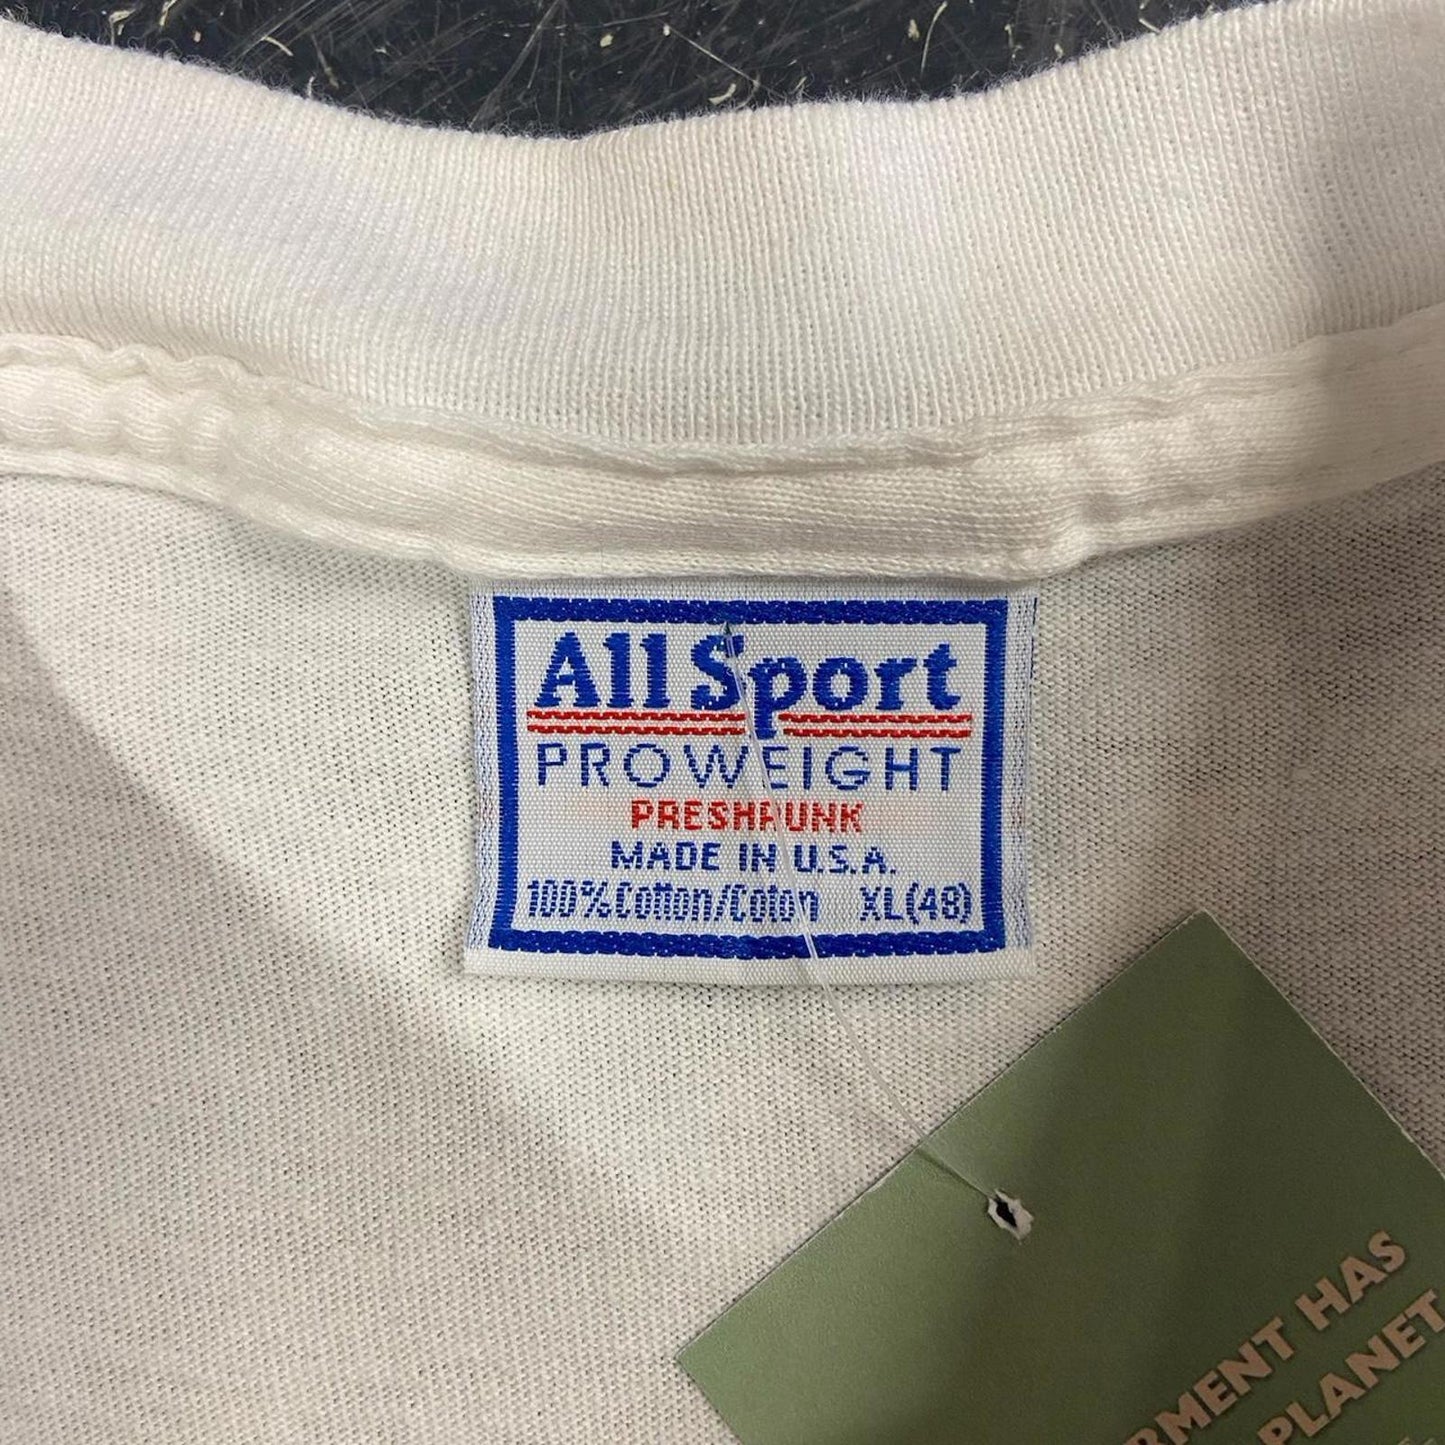 All Sport
PROWEIGHT
PRESHRUNK
MADE IN U.S.A.
100% Cotton/Coton XL(48)
RMENT HAS
PLANET